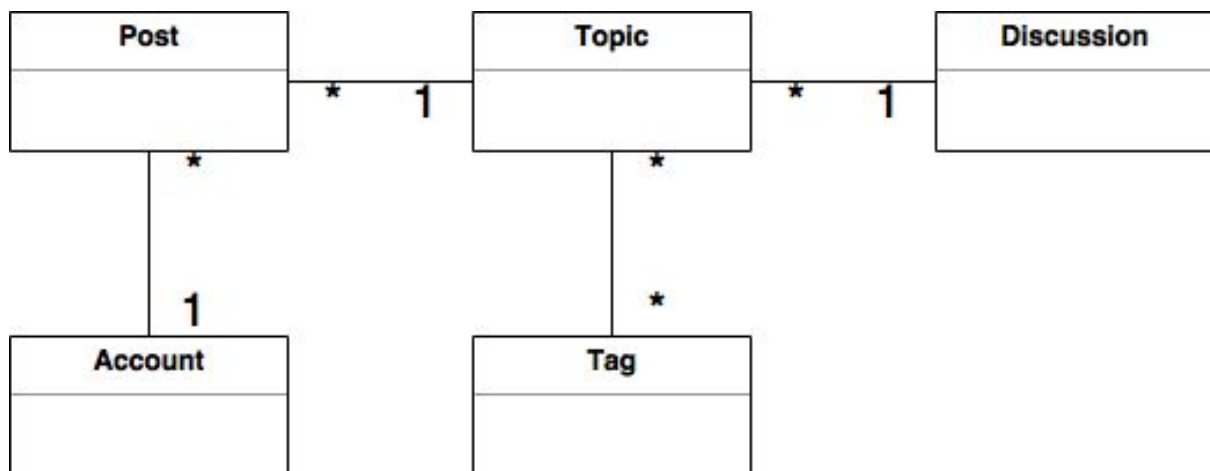 Post
Topic
Discussion
* 1
* 1
*
*
1
*
Account
Tag